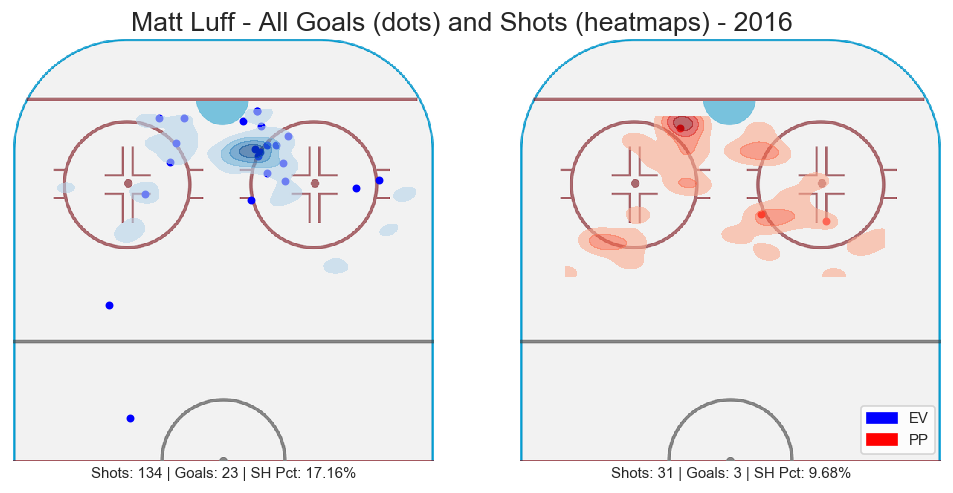 Matt Luff - All Goals (dots) and Shots (heatmaps) - 2016
EV
PP
Shots: 134 | Goals: 23 | SH Pct: 17.16%
Shots: 31 | Goals: 3 | SH Pct: 9.68%